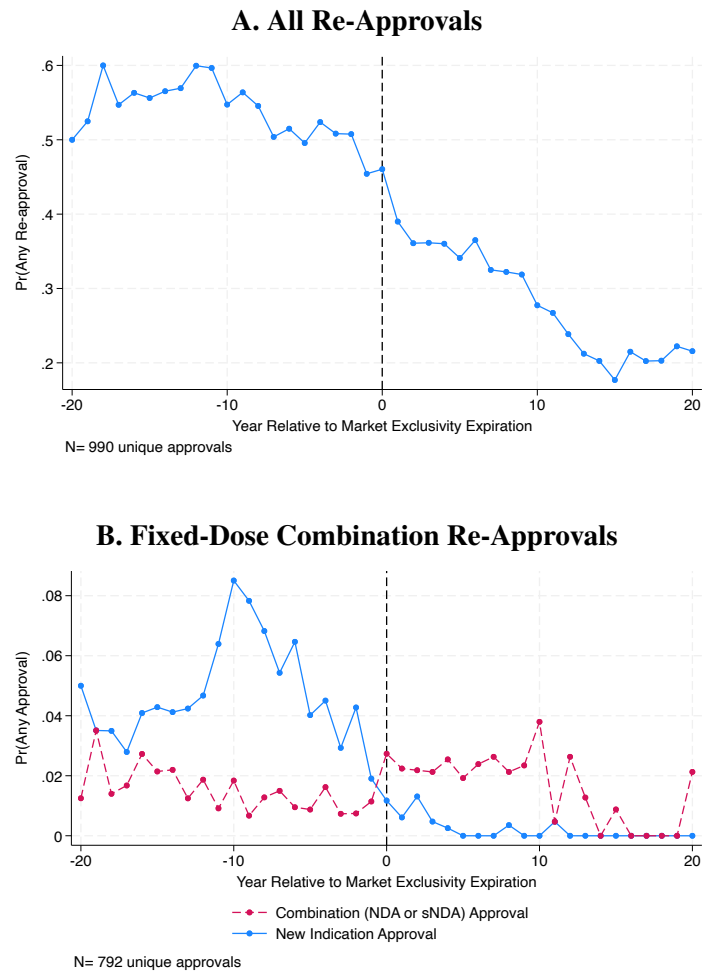 A. All Re-Approvals
.6
.5
.4
.3
.2
Pr(Any Re-approval)
-20 -10 0 10 20
Year Relative to Market Exclusivity Expiration
N= 990 unique approvals
B. Fixed-Dose Combination Re-Approvals
.08
.06
.04
.02
0
Pr(Any Approval)
-20 -10 0 10 20
Year Relative to Market Exclusivity Expiration
Combination (NDA or sNDA) Approval
New Indication Approval
N= 792 unique approvals